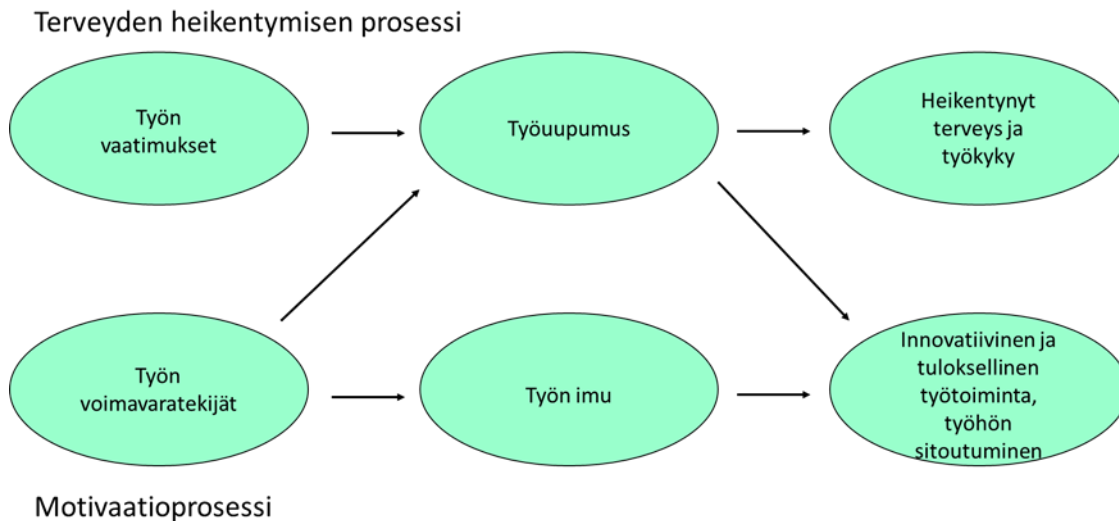 Terveyden heikentymisen prosessi
Työn
vaatimukset
Työuupumus
Heikentynyt
terveys ja
työkyky
Työn
voimavaratekijät
Työn imu
Innovatiivinen ja
tuloksellinen
työtoiminta,
työhön
sitoutuminen
Motivaatioprosessi